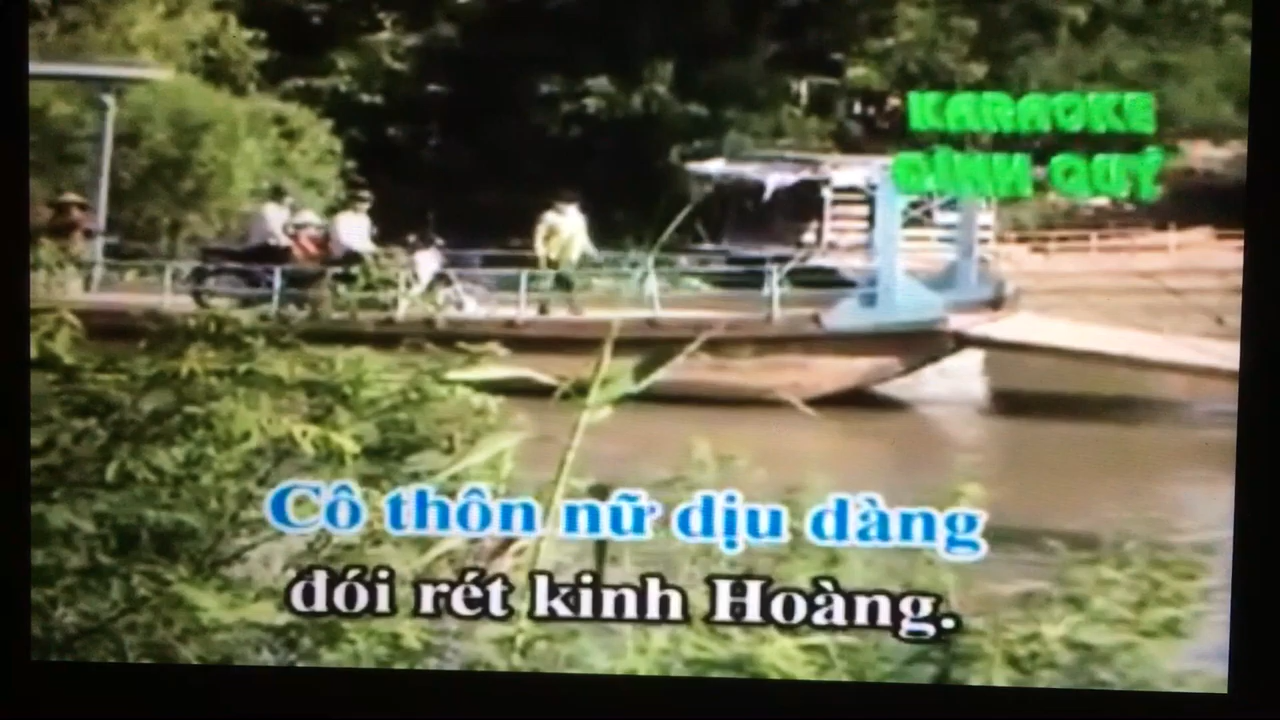 KARAOKE
ĐÌNH QUÝ
Cô thôn nữ dịu dàng
đói rét kinh Hoàng.